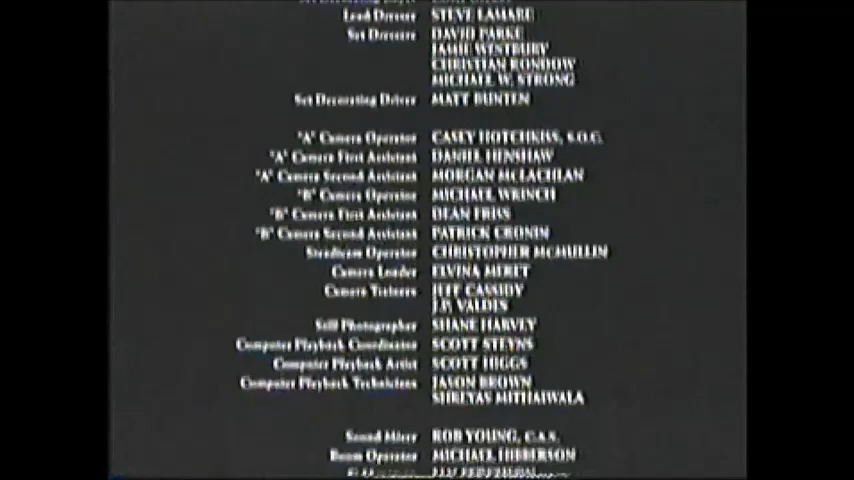 Lead Dresser STEVE LAMARE
Set Dressers DAVID PARKE
JAMIE WESTBURY
CHRISTIAN RONDOW
MICHAEL W. STRONG
Set Decorating Driver MATT BUNTEN
"A" Camera Operator CASEY HOTCHKISS, S.O.C.
"A" Camera First Assistant DANIEL HENSHAW
"A" Camera Second Assistant MORGAN MCLACHLAN
"B" Camera Operator MICHAEL WRINCH
"B" Camera First Assistant DEAN FRISS
"B" Camera Second Assistant PATRICK CRONIN
Steadicam Operator CHRISTOPHER MCMULLIN
Camera Loader ELVINA MERET
Camera Trainees JEFF CASSIDY
J.P. VALDES
Still Photographer SHANE HARVEY
Computer Playback Coordinator SCOTT STEYNS
Computer Playback Artist SCOTT HIGGS
Computer Playback Technicians JASON BROWN
SHREYAS MITHAIWALA
Sound Mixer ROB YOUNG, C.A.S.
Boom Operator MICHAEL HIBBERSON